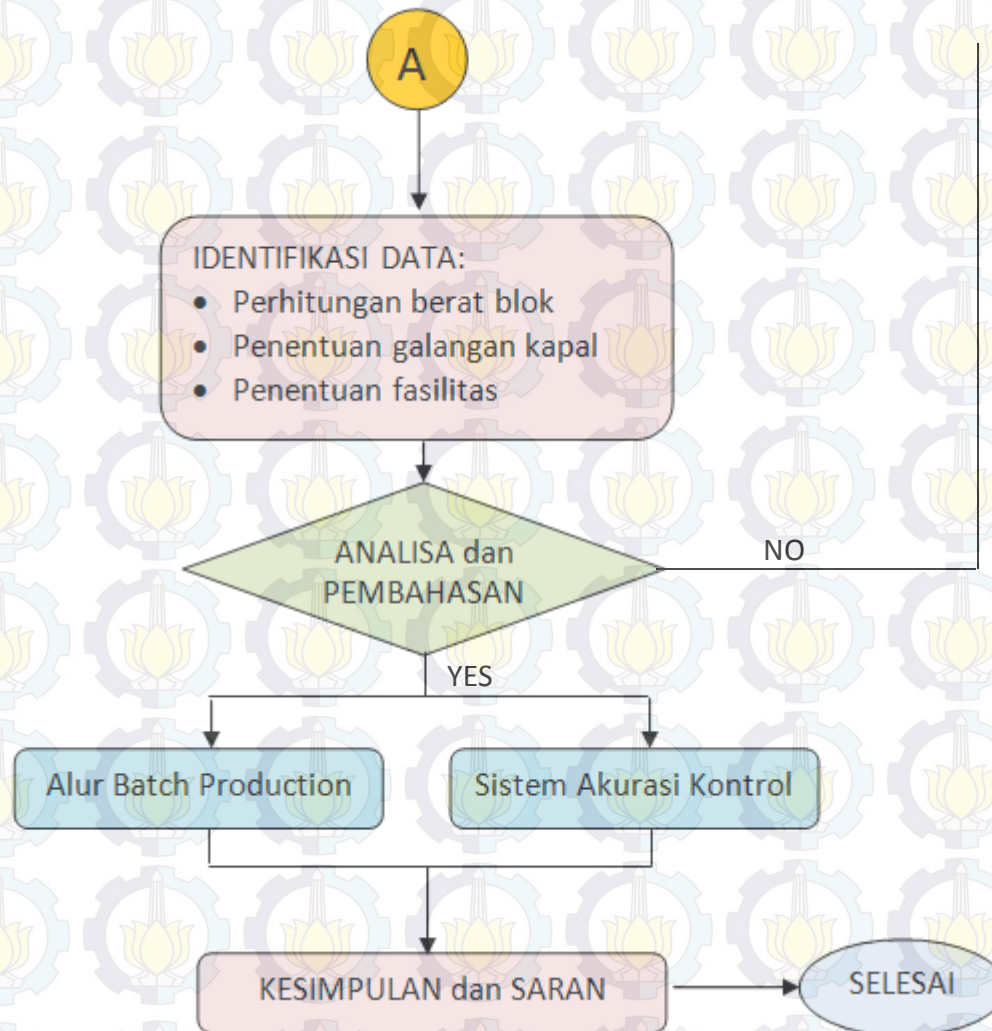 A
IDENTIFIKASI DATA:
• Perhitungan berat blok
• Penentuan galangan kapal
• Penentuan fasilitas
ANALISA dan
PEMBAHASAN
NO
YES
Alur Batch Production
Sistem Akurasi Kontrol
KESIMPULAN dan SARAN
SELESAI